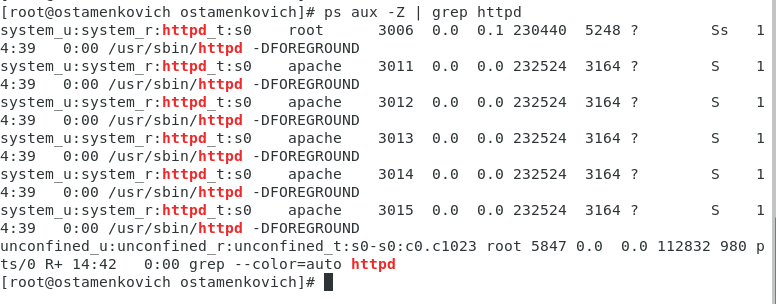 [root@ostamenkovich ostamenkovich]# ps aux -Z | grep httpd
system_u:system_r:httpd_t:s0    root      3006  0.0  0.1 230440  5248 ?        Ss   1
4:39   0:00 /usr/sbin/httpd -DFOREGROUND
system_u:system_r:httpd_t:s0    apache    3011  0.0  0.0 232524  3164 ?        S    1
4:39   0:00 /usr/sbin/httpd -DFOREGROUND
system_u:system_r:httpd_t:s0    apache    3012  0.0  0.0 232524  3164 ?        S    1
4:39   0:00 /usr/sbin/httpd -DFOREGROUND
system_u:system_r:httpd_t:s0    apache    3013  0.0  0.0 232524  3164 ?        S    1
4:39   0:00 /usr/sbin/httpd -DFOREGROUND
system_u:system_r:httpd_t:s0    apache    3014  0.0  0.0 232524  3164 ?        S    1
4:39   0:00 /usr/sbin/httpd -DFOREGROUND
system_u:system_r:httpd_t:s0    apache    3015  0.0  0.0 232524  3164 ?        S    1
4:39   0:00 /usr/sbin/httpd -DFOREGROUND
unconfined_u:unconfined_r:unconfined_t:s0-s0:c0.c1023 root 5847 0.0  0.0 112832 980 p
ts/0 R+ 14:42   0:00 grep --color=auto httpd
[root@ostamenkovich ostamenkovich]#